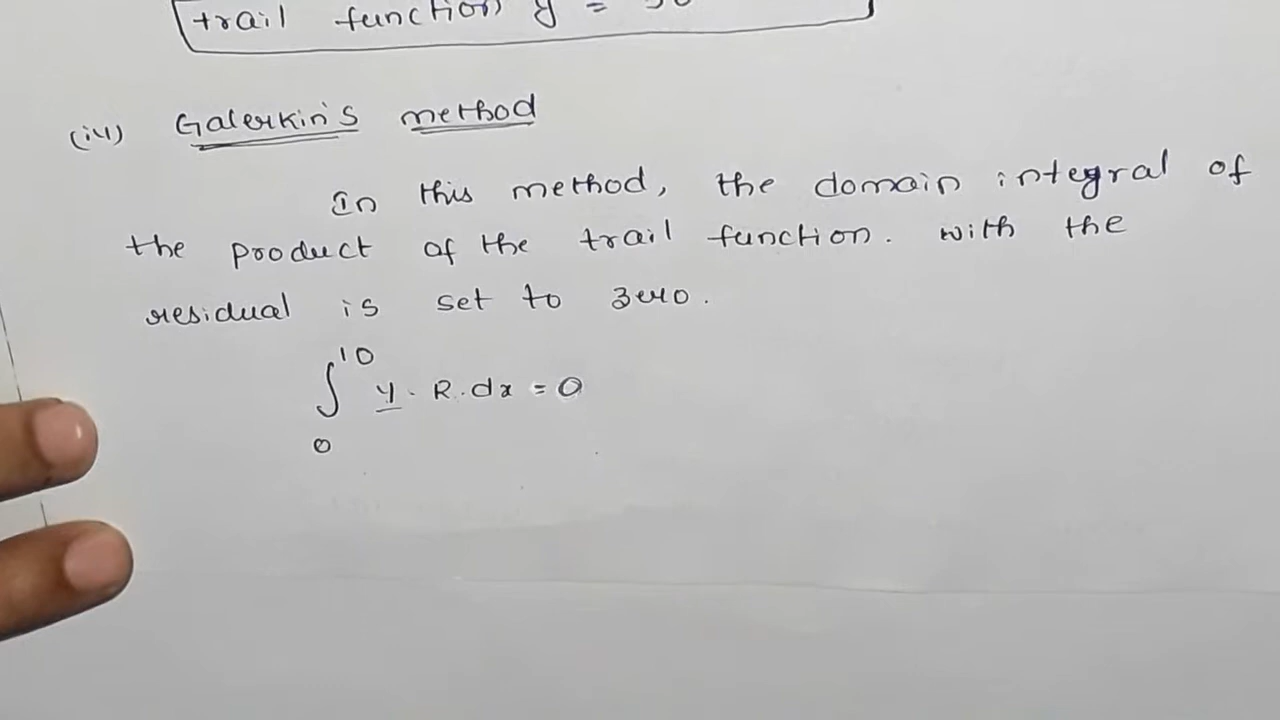 trail function y =
(iv) Galerkin's method
In this method, the domain integral of
the product of the trail function. with the
residual is set to zero.
∫₀¹⁰ y · R. dx = 0